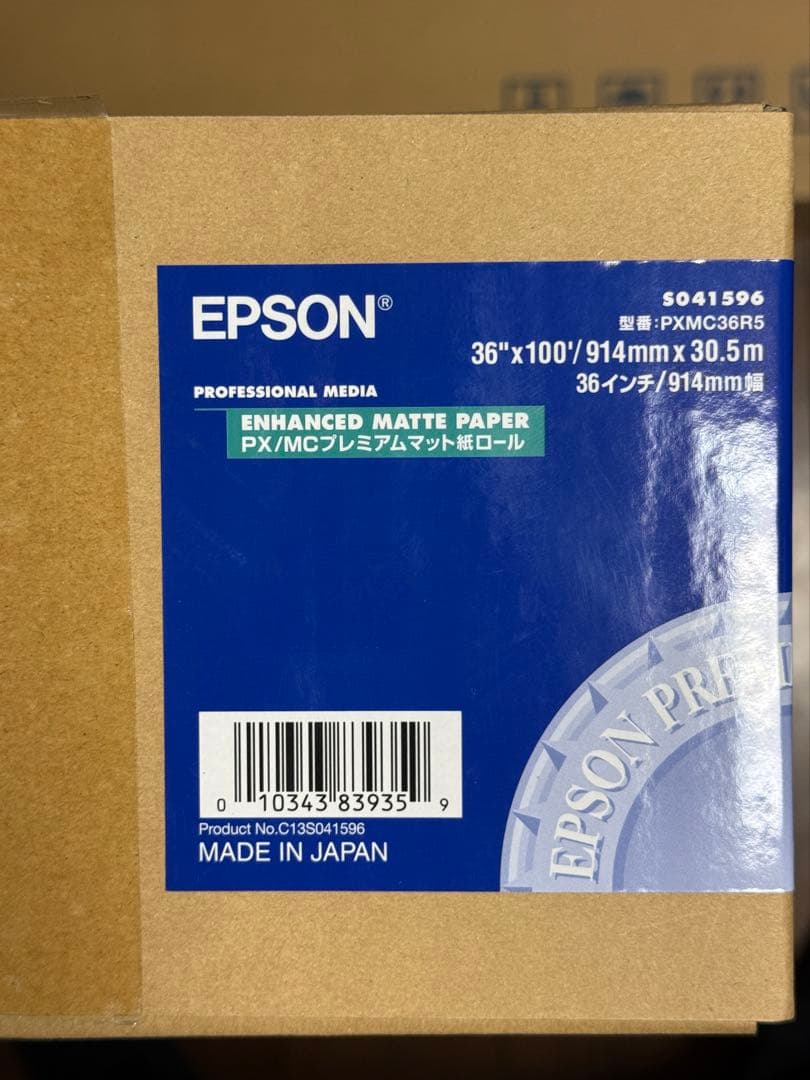 EPSON®
S041596
型番:PXMC36R5
36"x100'/914mm x 30.5m
36インチ/914mm幅
PROFESSIONAL MEDIA
ENHANCED MATTE PAPER
PX/MCプレミアムマット紙ロール
EPSON
0 10343 83935 9
Product No.C13S041596
MADE IN JAPAN